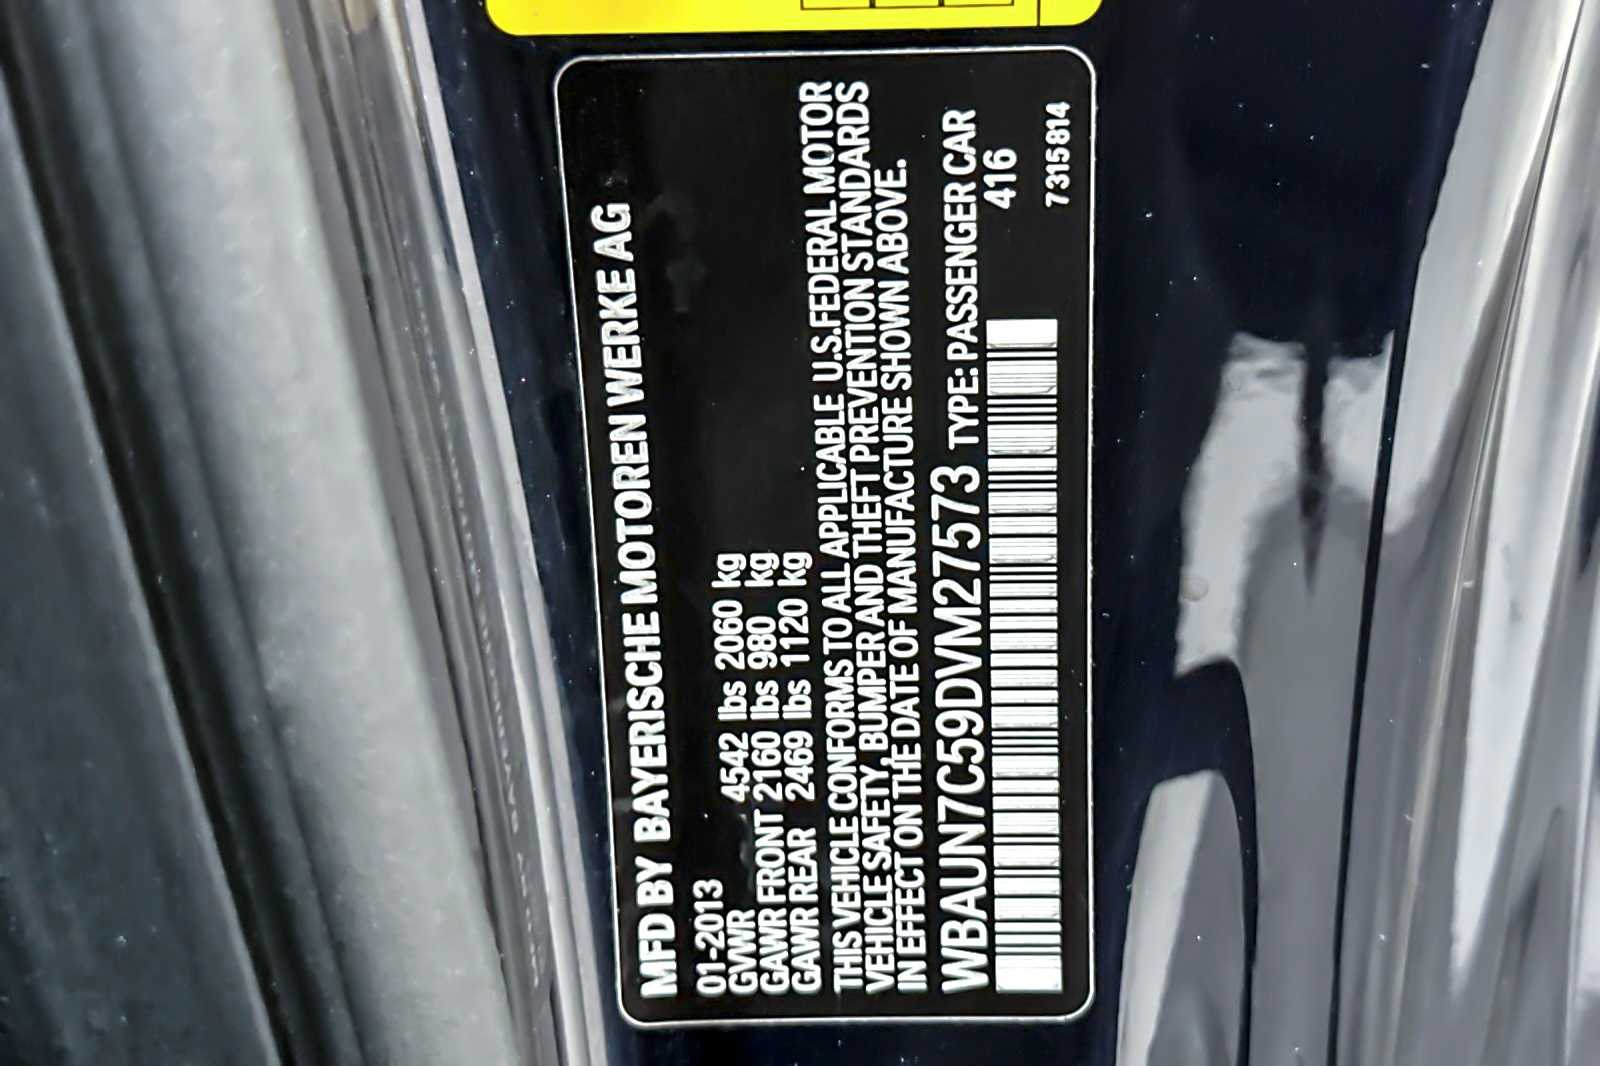 MFD BY BAYERISCHE MOTOREN WERKE AG
01-2013
GVWR 4542 lbs 2060 kg
GAWR FRONT 2160 lbs 980 kg
GAWR REAR 2469 lbs 1120 kg
THIS VEHICLE CONFORMS TO ALL APPLICABLE U.S. FEDERAL MOTOR
VEHICLE SAFETY, BUMPER AND THEFT PREVENTION STANDARDS
IN EFFECT ON THE DATE OF MANUFACTURE SHOWN ABOVE.
WBAUN7C59DVM27573 TYPE: PASSENGER CAR
416
7315814